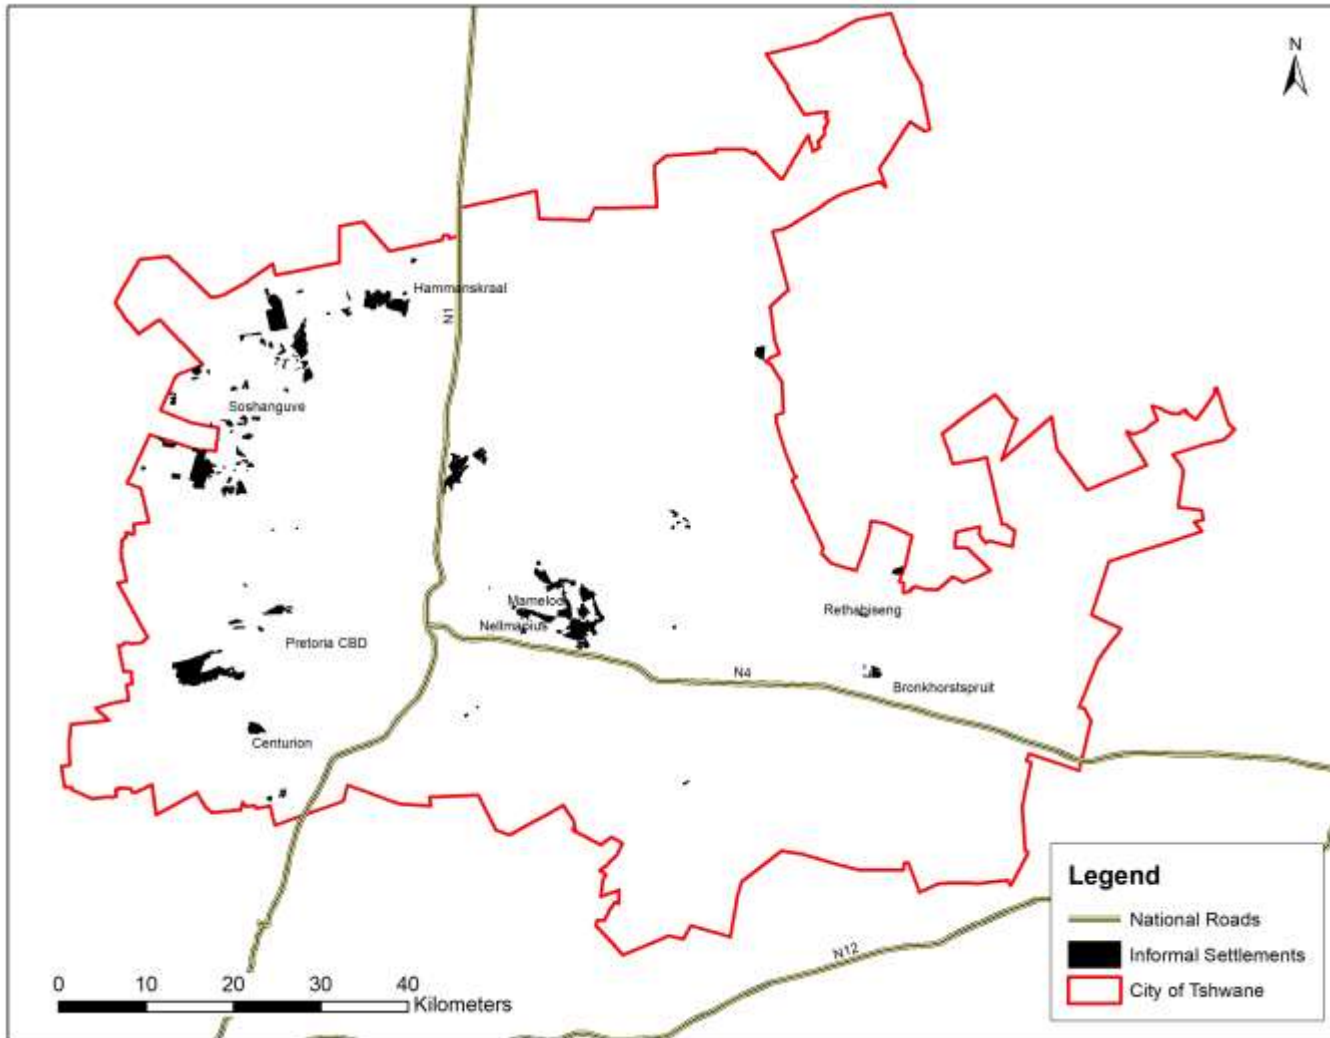 N
Hammanskraal
N1
Soshanguve
Mamelodi
Nellmapius
Rethabiseng
Pretoria CBD
N4
Bronkhorstspruit
Centurion
Legend
National Roads
Informal Settlements
City of Tshwane
N12
0 10 20 30 40
Kilometers